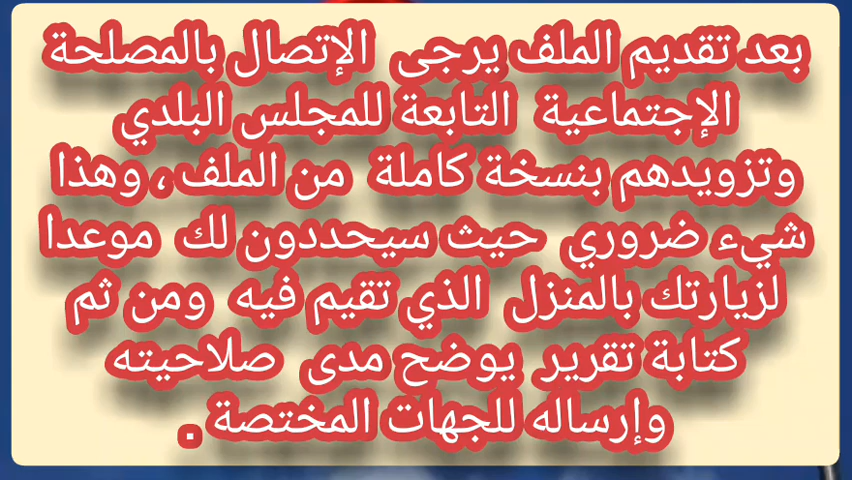 بعد تقديم الملف يرجى الإتصال بالمصلحة
الإجتماعية التابعة للمجلس البلدي
وتزويدهم بنسخة كاملة من الملف ، وهذا
شيء ضروري حيث سيحددون لك موعدا
لزيارتك بالمنزل الذي تقيم فيه ومن ثم
كتابة تقرير يوضح مدى صلاحيته
وإرساله للجهات المختصة .